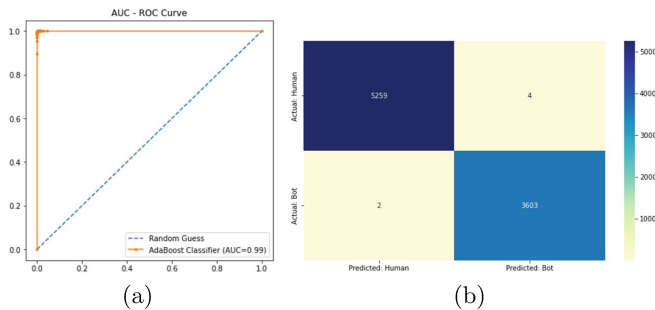 AUC - ROC Curve
1.0
0.8
0.6
0.4
0.2
0.0
0.0 0.2 0.4 0.6 0.8 1.0
Random Guess
AdaBoost Classifier (AUC=0.99)
(a)
Actual: Human
Actual: Bot
5259 4
2 3603
Predicted: Human Predicted: Bot
5000
4000
3000
2000
1000
(b)